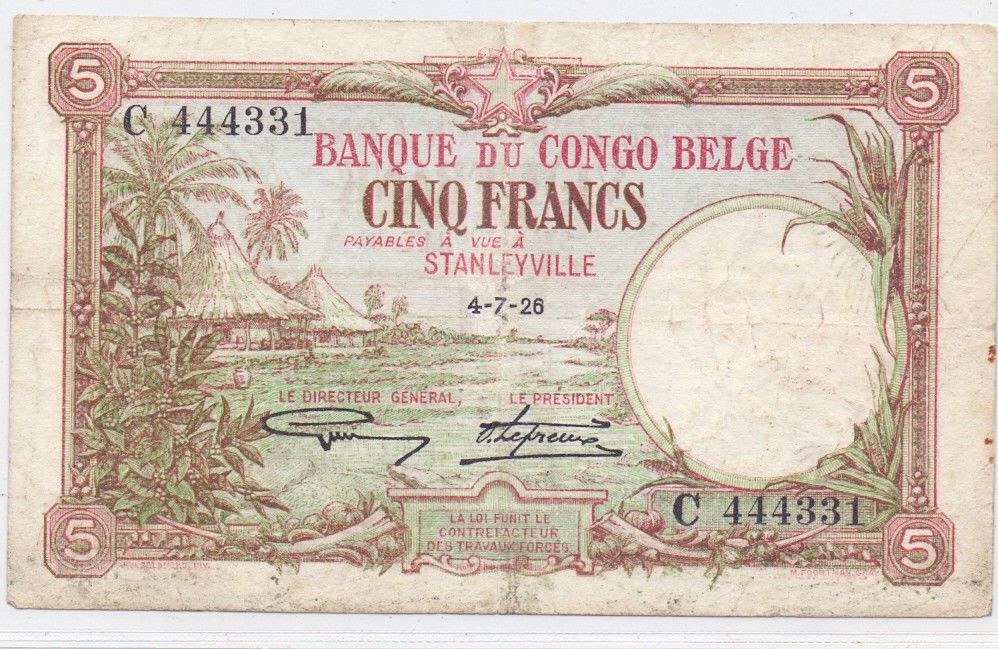 5 5
C 444331
BANQUE DU CONGO BELGE
CINQ FRANCS
PAYABLES À VUE À
STANLEYVILLE
4-7-26
LE DIRECTEUR GÉNÉRAL, LE PRÉSIDENT,
C 444331
LA LOI PUNIT LE
CONTREFACTEUR
DES TRAVAUX FORCÉS
5 5